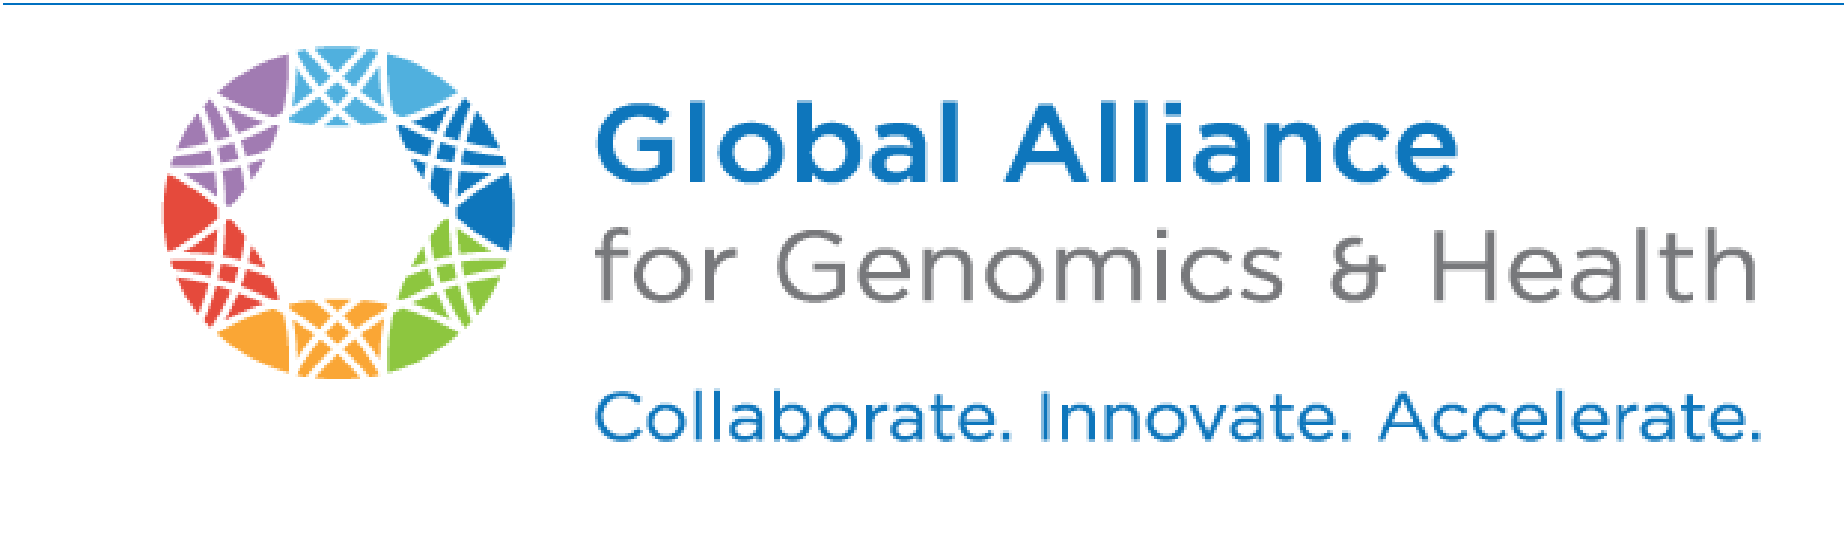 Global Alliance
for Genomics & Health
Collaborate. Innovate. Accelerate.